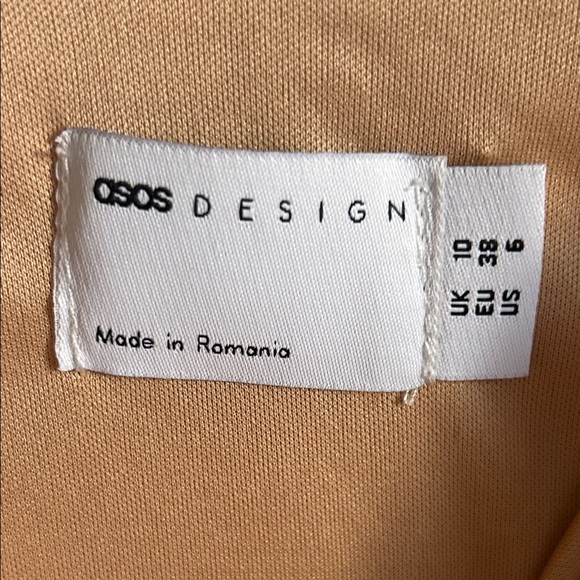 asos DESIGN
Made in Romania
UK 10
EU 38
US 6